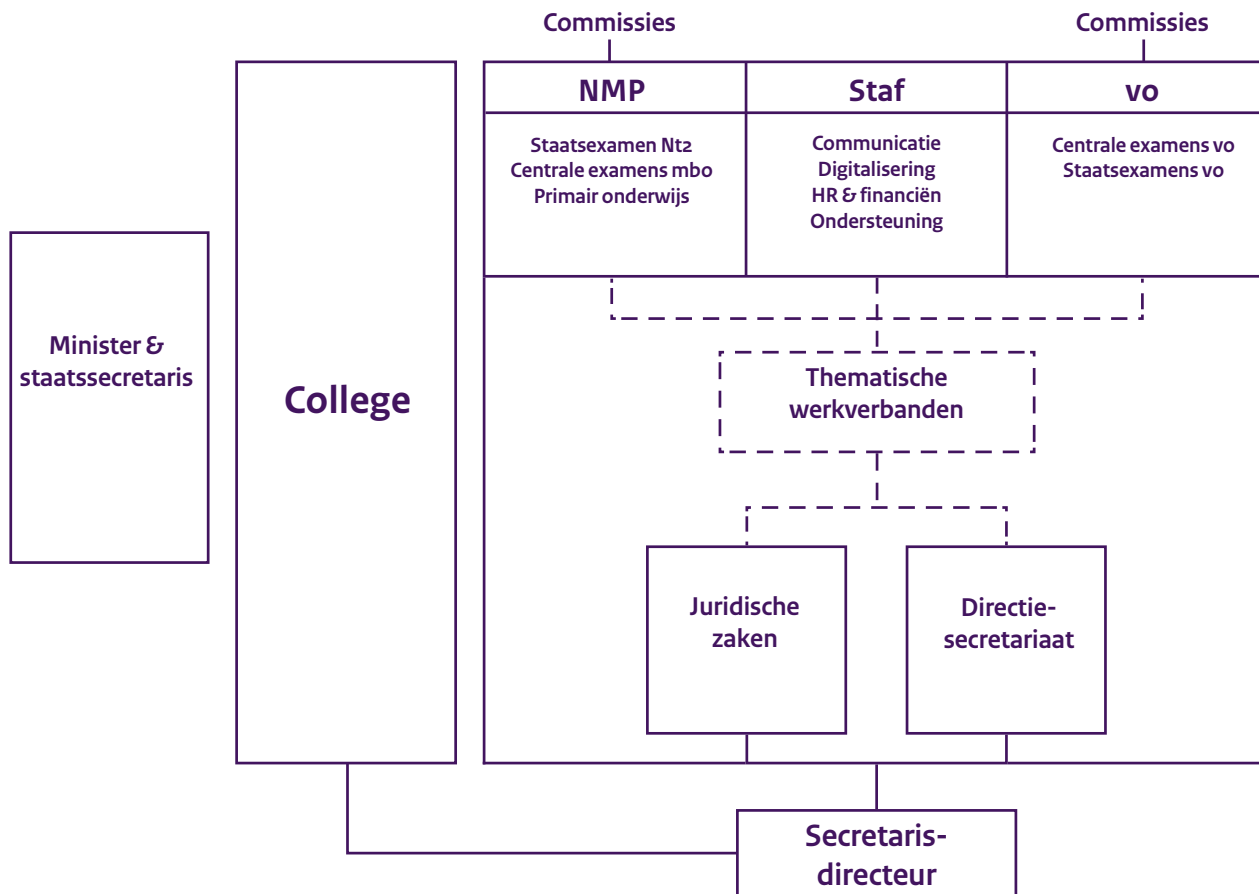 Commissies
Commissies
NMP
Staf
vo
Staatsexamen Nt2
Centrale examens mbo
Primair onderwijs
Communicatie
Digitalisering
HR & financiën
Ondersteuning
Centrale examens vo
Staatsexamens vo
Minister &
staatssecretaris
College
Thematische
werkverbanden
Juridische
zaken
Directie-
secretariaat
Secretaris-
directeur